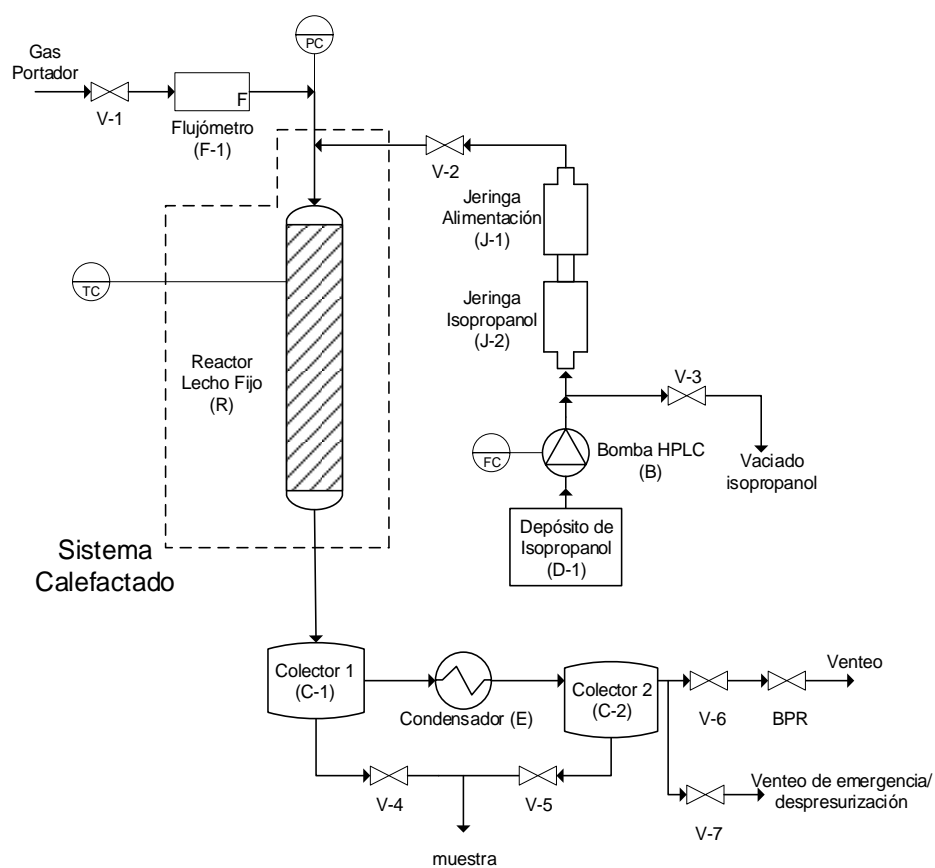 PC
Gas
Portador
V-1
F
Flujómetro
(F-1)
V-2
Jeringa
Alimentación
(J-1)
TC
Jeringa
Isopropanol
(J-2)
Reactor
Lecho Fijo
(R)
V-3
FC
Bomba HPLC
(B)
Vaciado
isopropanol
Depósito de
Isopropanol
(D-1)
Sistema
Calefactado
Colector 1
(C-1)
Condensador (E)
Colector 2
(C-2)
Venteo
V-6
BPR
V-4
V-5
Venteo de emergencia/
despresurización
V-7
muestra